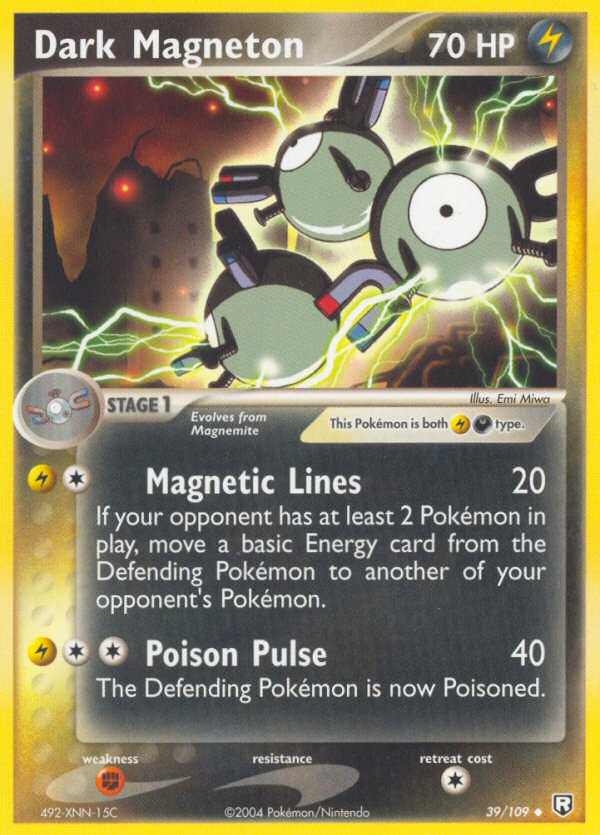 Dark Magneton 70 HP
Illus. Emi Miwa
STAGE 1
Evolves from
Magnemite
This Pokémon is both type.
Magnetic Lines 20
If your opponent has at least 2 Pokémon in
play, move a basic Energy card from the
Defending Pokémon to another of your
opponent's Pokémon.
Poison Pulse 40
The Defending Pokémon is now Poisoned.
weakness resistance retreat cost
492-XNN-15C ©2004 Pokémon/Nintendo 39/109 R